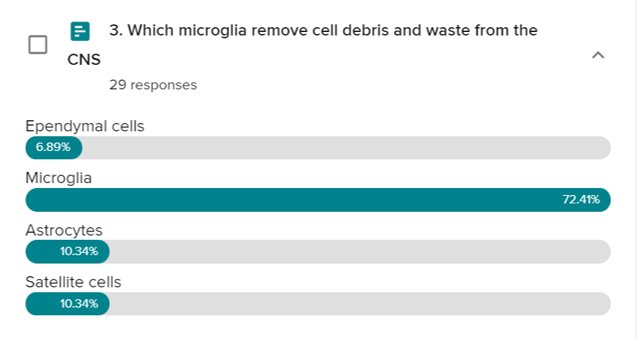 3. Which microglia remove cell debris and waste from the
CNS
29 responses
Ependymal cells
6.89%
Microglia
72.41%
Astrocytes
10.34%
Satellite cells
10.34%